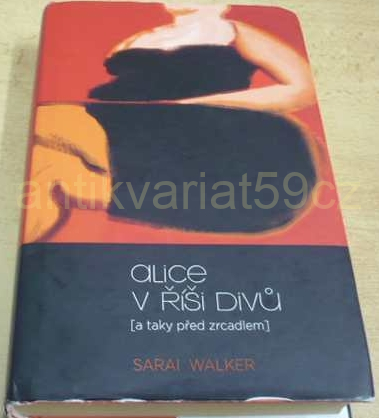 antikvariat59cz
alice
v říši divů
[a taky před zrcadlem]
SARAI WALKER